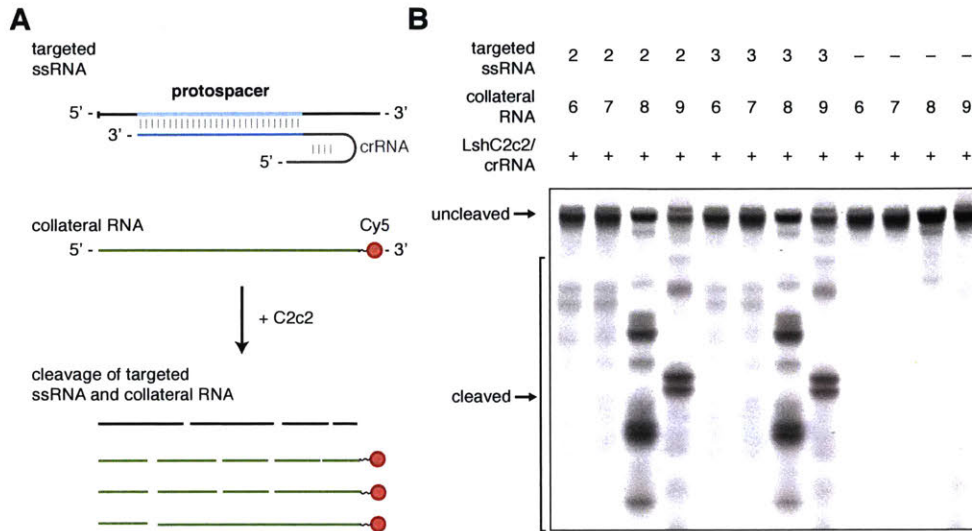 A
targeted
ssRNA
protospacer
5' - - 3'
3' -
crRNA
5' -
collateral RNA Cy5
5' - - 3'
+ C2c2
cleavage of targeted
ssRNA and collateral RNA
B
targeted
ssRNA 2 2 2 2 3 3 3 3 – – – –
collateral
RNA 6 7 8 9 6 7 8 9 6 7 8 9
LshC2c2/
crRNA + + + + + + + + + + + +
uncleaved
cleaved